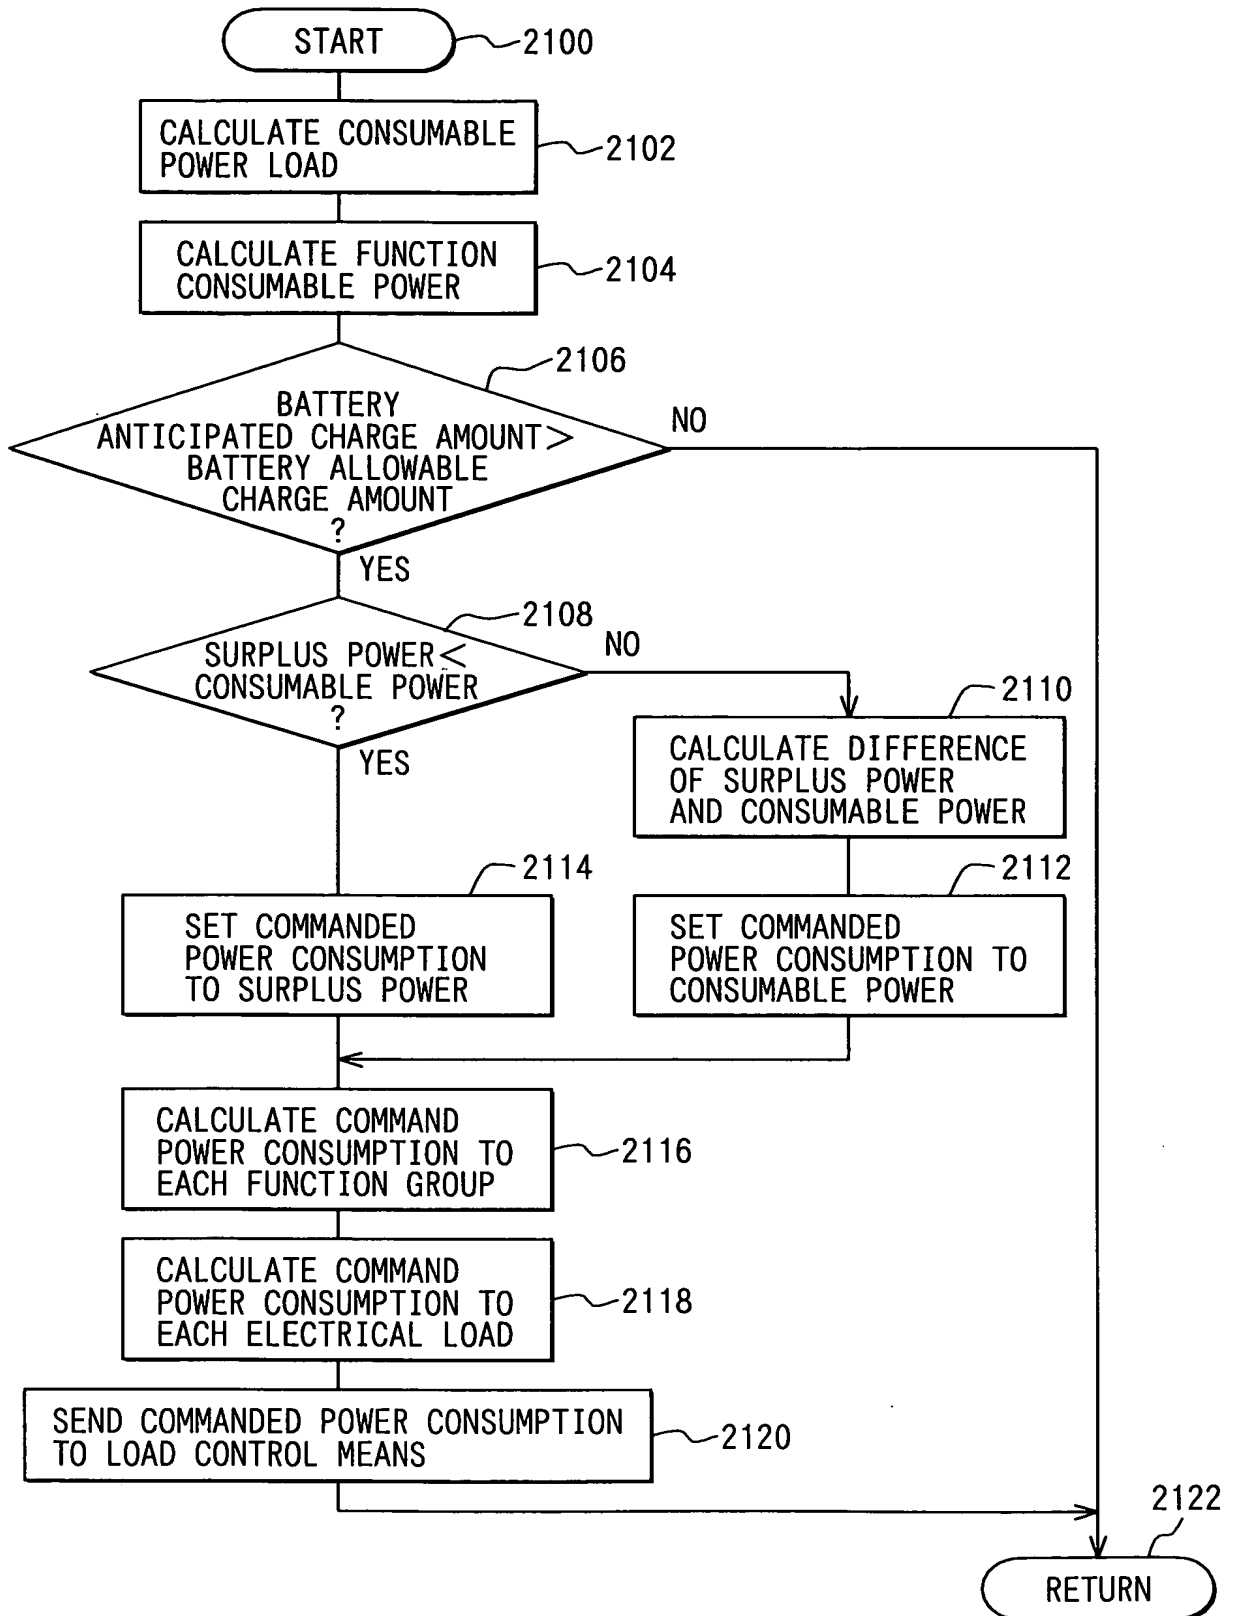 START
2100
CALCULATE CONSUMABLE
POWER LOAD
2102
CALCULATE FUNCTION
CONSUMABLE POWER
2104
2106
BATTERY
ANTICIPATED CHARGE AMOUNT>
BATTERY ALLOWABLE
CHARGE AMOUNT
?
NO
YES
2108
SURPLUS POWER<
CONSUMABLE POWER
?
NO
YES
2110
CALCULATE DIFFERENCE
OF SURPLUS POWER
AND CONSUMABLE POWER
2114
SET COMMANDED
POWER CONSUMPTION
TO SURPLUS POWER
2112
SET COMMANDED
POWER CONSUMPTION TO
CONSUMABLE POWER
CALCULATE COMMAND
POWER CONSUMPTION TO
EACH FUNCTION GROUP
2116
CALCULATE COMMAND
POWER CONSUMPTION TO
EACH ELECTRICAL LOAD
2118
SEND COMMANDED POWER CONSUMPTION
TO LOAD CONTROL MEANS
2120
2122
RETURN